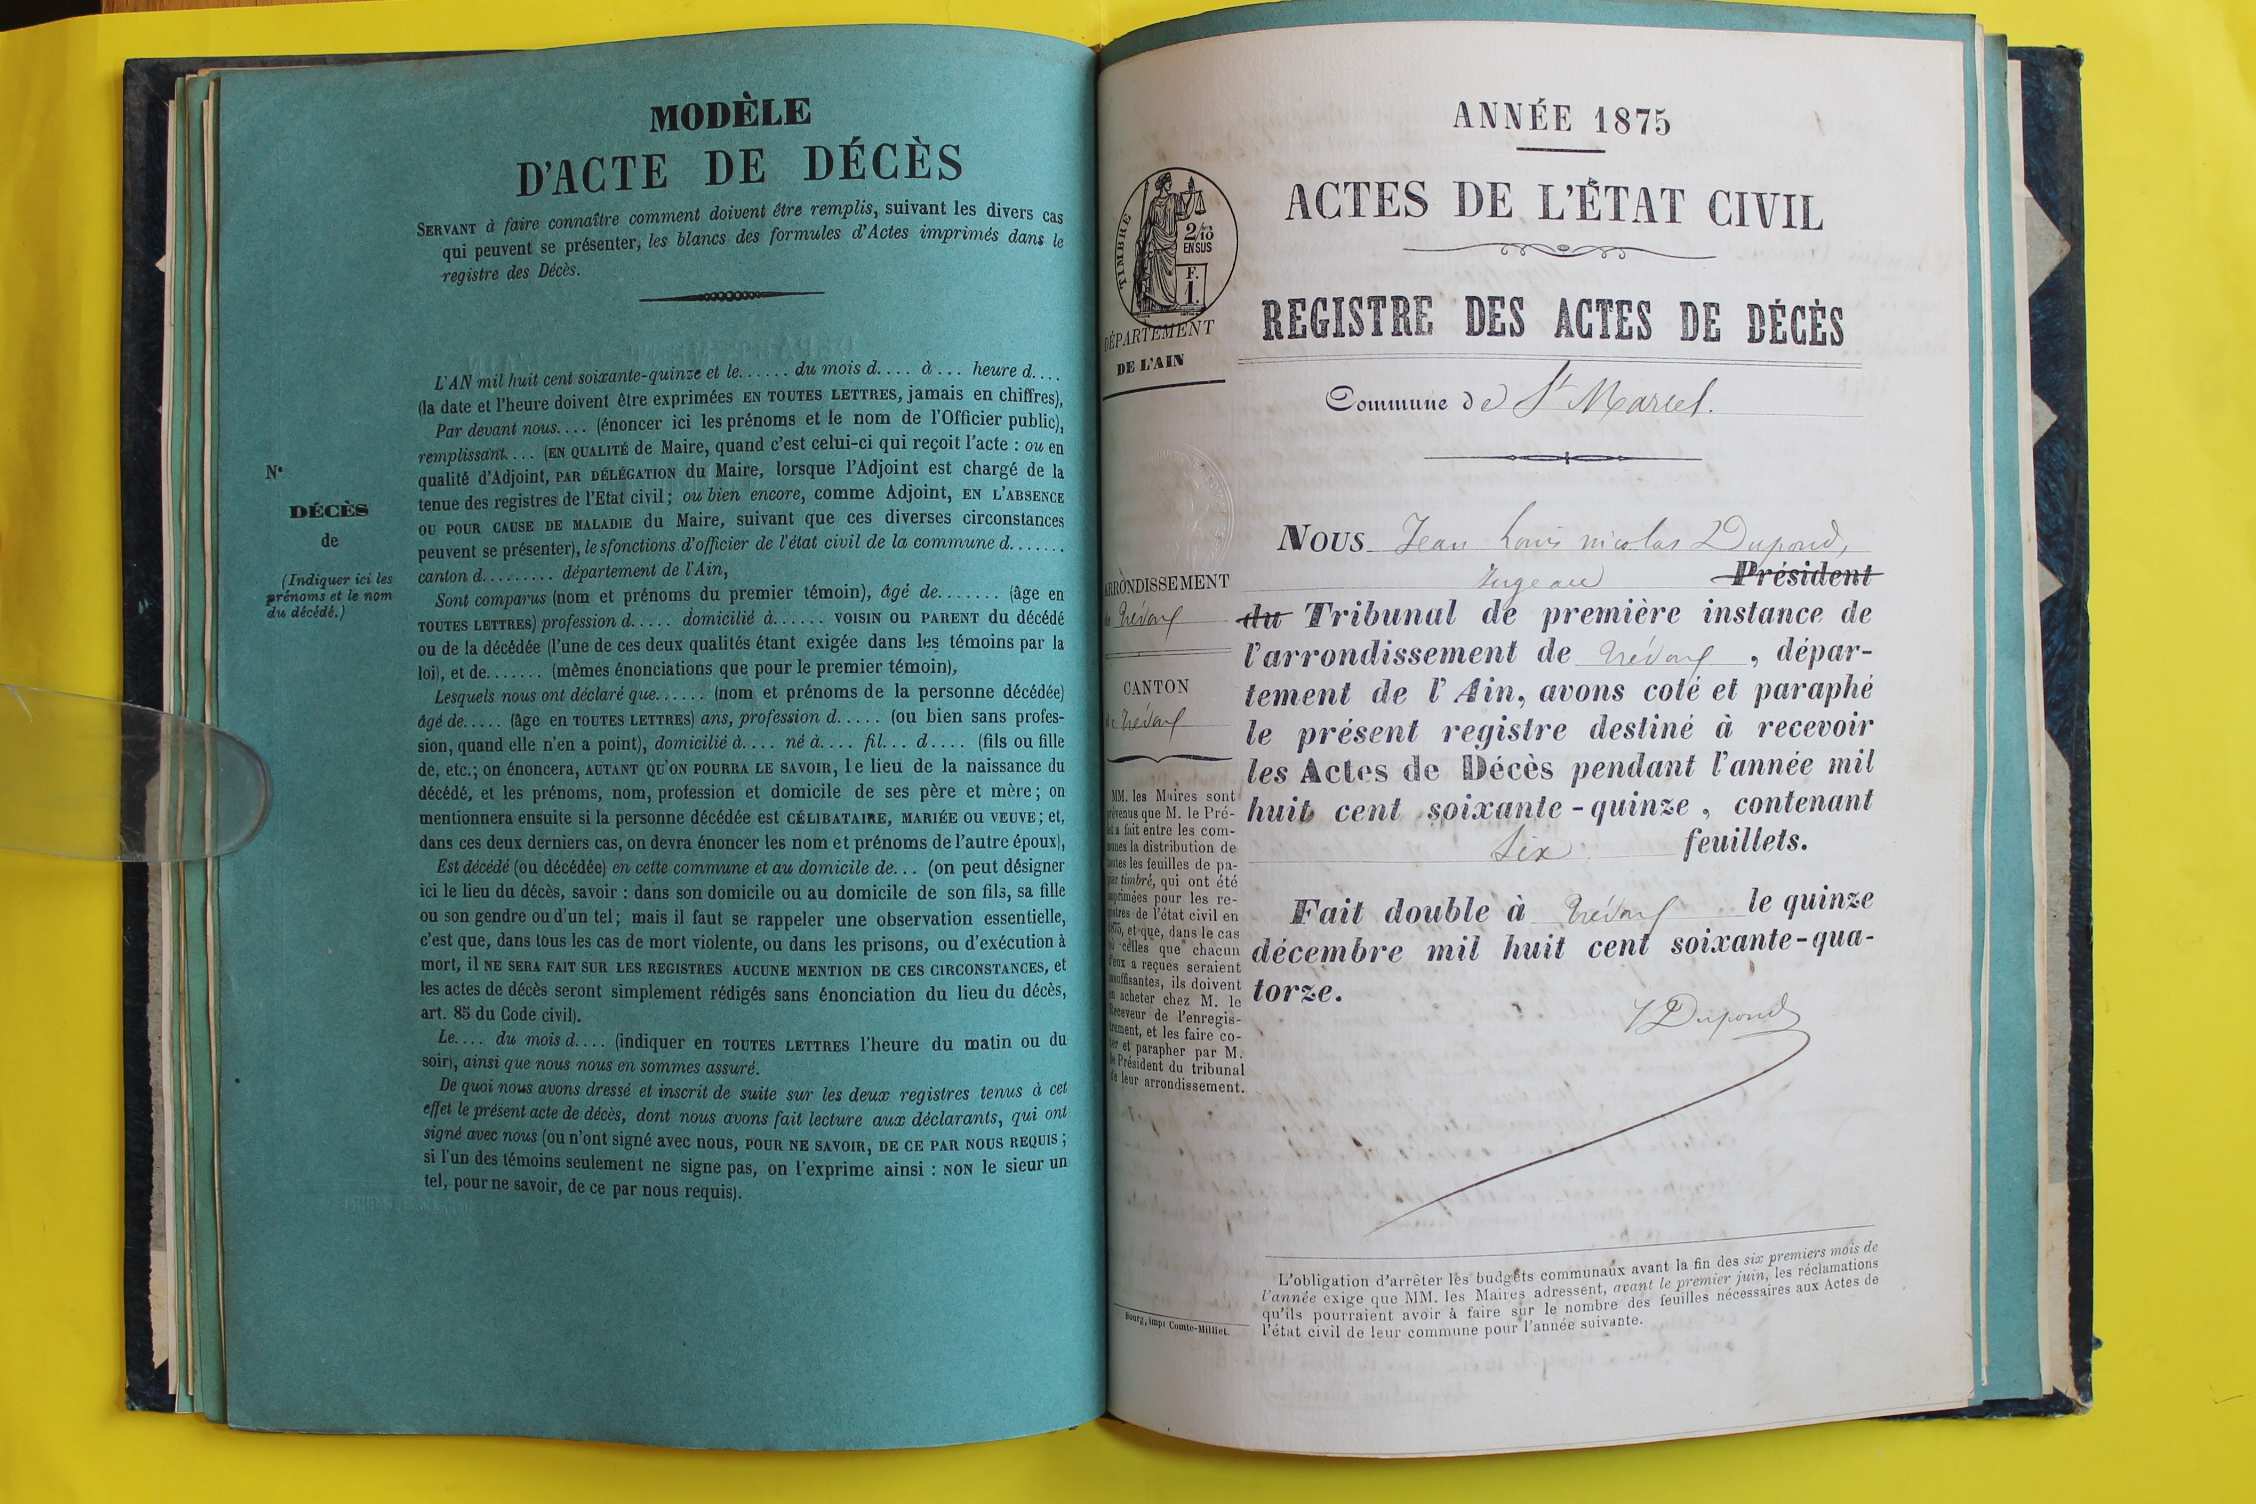 MODÈLE
D'ACTE DE DÉCÈS
SERVANT à faire connaître comment doivent être remplis, suivant les divers cas
qui peuvent se présenter, les blancs des formules d'Actes imprimés dans le
registre des Décès.
N°
DÉCÈS
de
(Indiquer ici les
prénoms et le nom
du décédé.)
L'AN mil huit cent soixante-quinze et le...... du mois d.... à... heure d....
(la date et l'heure doivent être exprimées EN TOUTES LETTRES, jamais en chiffres),
Par devant nous.... (énoncer ici les prénoms et le nom de l'Officier public),
remplissant.... (EN QUALITÉ de Maire, quand c'est celui-ci qui reçoit l'acte : ou en
qualité d'Adjoint, PAR DÉLÉGATION du Maire, lorsque l'Adjoint est chargé de la
tenue des registres de l'Etat civil; ou bien encore, comme Adjoint, EN L'ABSENCE
OU POUR CAUSE DE MALADIE du Maire, suivant que ces diverses circonstances
peuvent se présenter), le sfonctions d'officier de l'état civil de la commune d.......
canton d......... département de l'Ain,
Sont comparus (nom et prénoms du premier témoin), âgé de....... (âge en
TOUTES LETTRES) profession d..... domicilié à...... VOISIN OU PARENT du décédé
ou de la décédée (l'une de ces deux qualités étant exigée dans les témoins par la
loi), et de....... (mêmes énonciations que pour le premier témoin),
Lesquels nous ont déclaré que...... (nom et prénoms de la personne décédée)
âgé de..... (âge en TOUTES LETTRES) ans, profession d..... (ou bien sans profes-
sion, quand elle n'en a point), domicilié à.... né à.... fil... d.... (fils ou fille
de, etc.; on énoncera, AUTANT QU'ON POURRA LE SAVOIR, le lieu de la naissance du
décédé, et les prénoms, nom, profession et domicile de ses père et mère; on
mentionnera ensuite si la personne décédée est CÉLIBATAIRE, MARIÉE OU VEUVE; et,
dans ces deux derniers cas, on devra énoncer les nom et prénoms de l'autre époux),
Est décédé (ou décédée) en cette commune et au domicile de... (on peut désigner
ici le lieu du décès, savoir : dans son domicile ou au domicile de son fils, sa fille
ou son gendre ou d'un tel; mais il faut se rappeler une observation essentielle,
c'est que, dans tous les cas de mort violente, ou dans les prisons, ou d'exécution à
mort, il NE SERA FAIT SUR LES REGISTRES AUCUNE MENTION DE CES CIRCONSTANCES, et
les actes de décès seront simplement rédigés sans énonciation du lieu du décès,
art. 85 du Code civil).
Le.... du mois d.... (indiquer en TOUTES LETTRES l'heure du matin ou du
soir), ainsi que nous nous en sommes assuré.
De quoi nous avons dressé et inscrit de suite sur les deux registres tenus à cet
effet le présent acte de décès, dont nous avons fait lecture aux déclarants, qui ont
signé avec nous (ou n'ont signé avec nous, POUR NE SAVOIR, DE CE PAR NOUS REQUIS;
si l'un des témoins seulement ne signe pas, on l'exprime ainsi : NON le sieur un
tel, pour ne savoir, de ce par nous requis).
ANNÉE 1875
ACTES DE L'ÉTAT CIVIL
REGISTRE DES ACTES DE DÉCÈS
Commune de St Marcel.
TIMBRE
2/10
EN SUS
F.
1.
DÉPARTEMENT
DE L'AIN
ARRONDISSEMENT
de Trévoux
CANTON
de Trévoux
MM. les Maires sont
prévenus que M. le Pré-
fet a fait entre les com-
munes la distribution de
toutes les feuilles de pa-
pier timbré, qui ont été
imprimées pour les re-
gistres de l'état civil en
1875, et que, dans le cas
où celles que chacun
d'eux a reçues seraient
insuffisantes, ils doivent
en acheter chez M. le
Receveur de l'enregis-
trement, et les faire co-
ter et parapher par M.
le Président du tribunal
de leur arrondissement.
NOUS Jean Louis nicolas Dupond,
Juge au Président
du Tribunal de première instance de
l'arrondissement de Trévoux, dépar-
tement de l'Ain, avons coté et paraphé
le présent registre destiné à recevoir
les Actes de Décès pendant l'année mil
huit cent soixante-quinze, contenant
Six feuillets.
Fait double à Trévoux le quinze
décembre mil huit cent soixante-qua-
torze.
Dupond
L'obligation d'arrêter les budgets communaux avant la fin des six premiers mois de
l'année exige que MM. les Maires adressent, avant le premier juin, les réclamations
qu'ils pourraient avoir à faire sur le nombre des feuilles nécessaires aux Actes de
l'état civil de leur commune pour l'année suivante.
Bourg, impr Comte-Milliet.